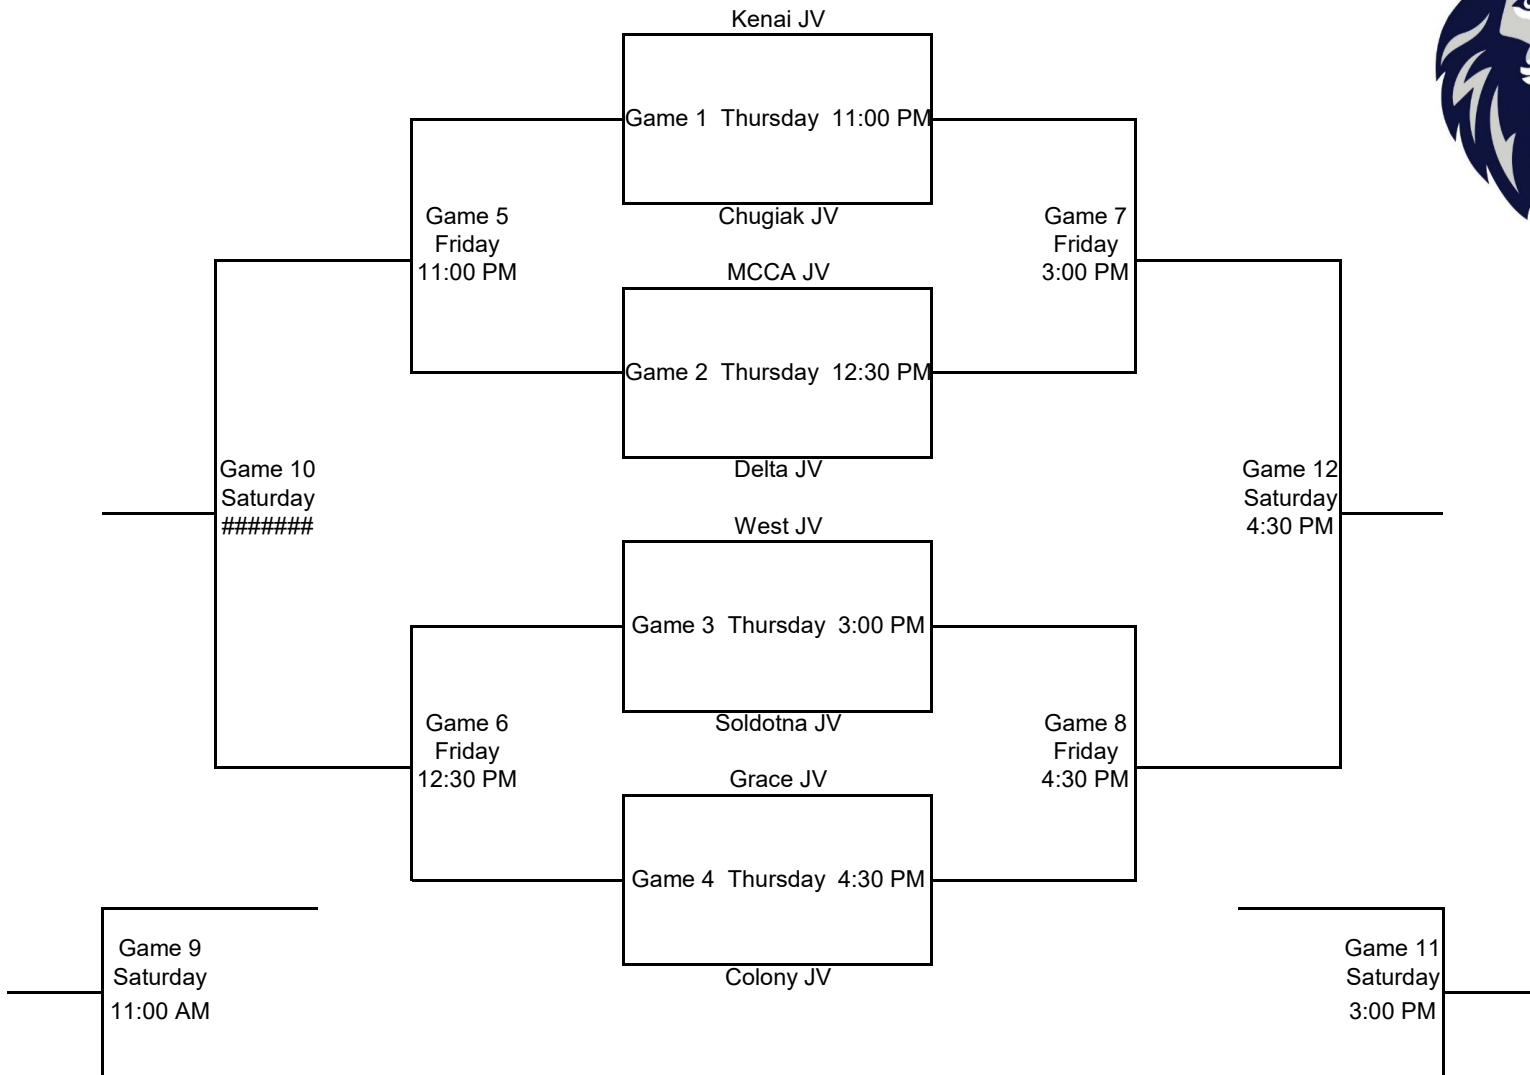 Kenai JV
Game 1 Thursday 11:00 PM
Chugiak JV
Game 5
Friday
11:00 PM
Game 7
Friday
3:00 PM
MCCA JV
Game 2 Thursday 12:30 PM
Delta JV
Game 10
Saturday
#######
Game 12
Saturday
4:30 PM
West JV
Game 3 Thursday 3:00 PM
Soldotna JV
Game 6
Friday
12:30 PM
Game 8
Friday
4:30 PM
Grace JV
Game 4 Thursday 4:30 PM
Colony JV
Game 9
Saturday
11:00 AM
Game 11
Saturday
3:00 PM